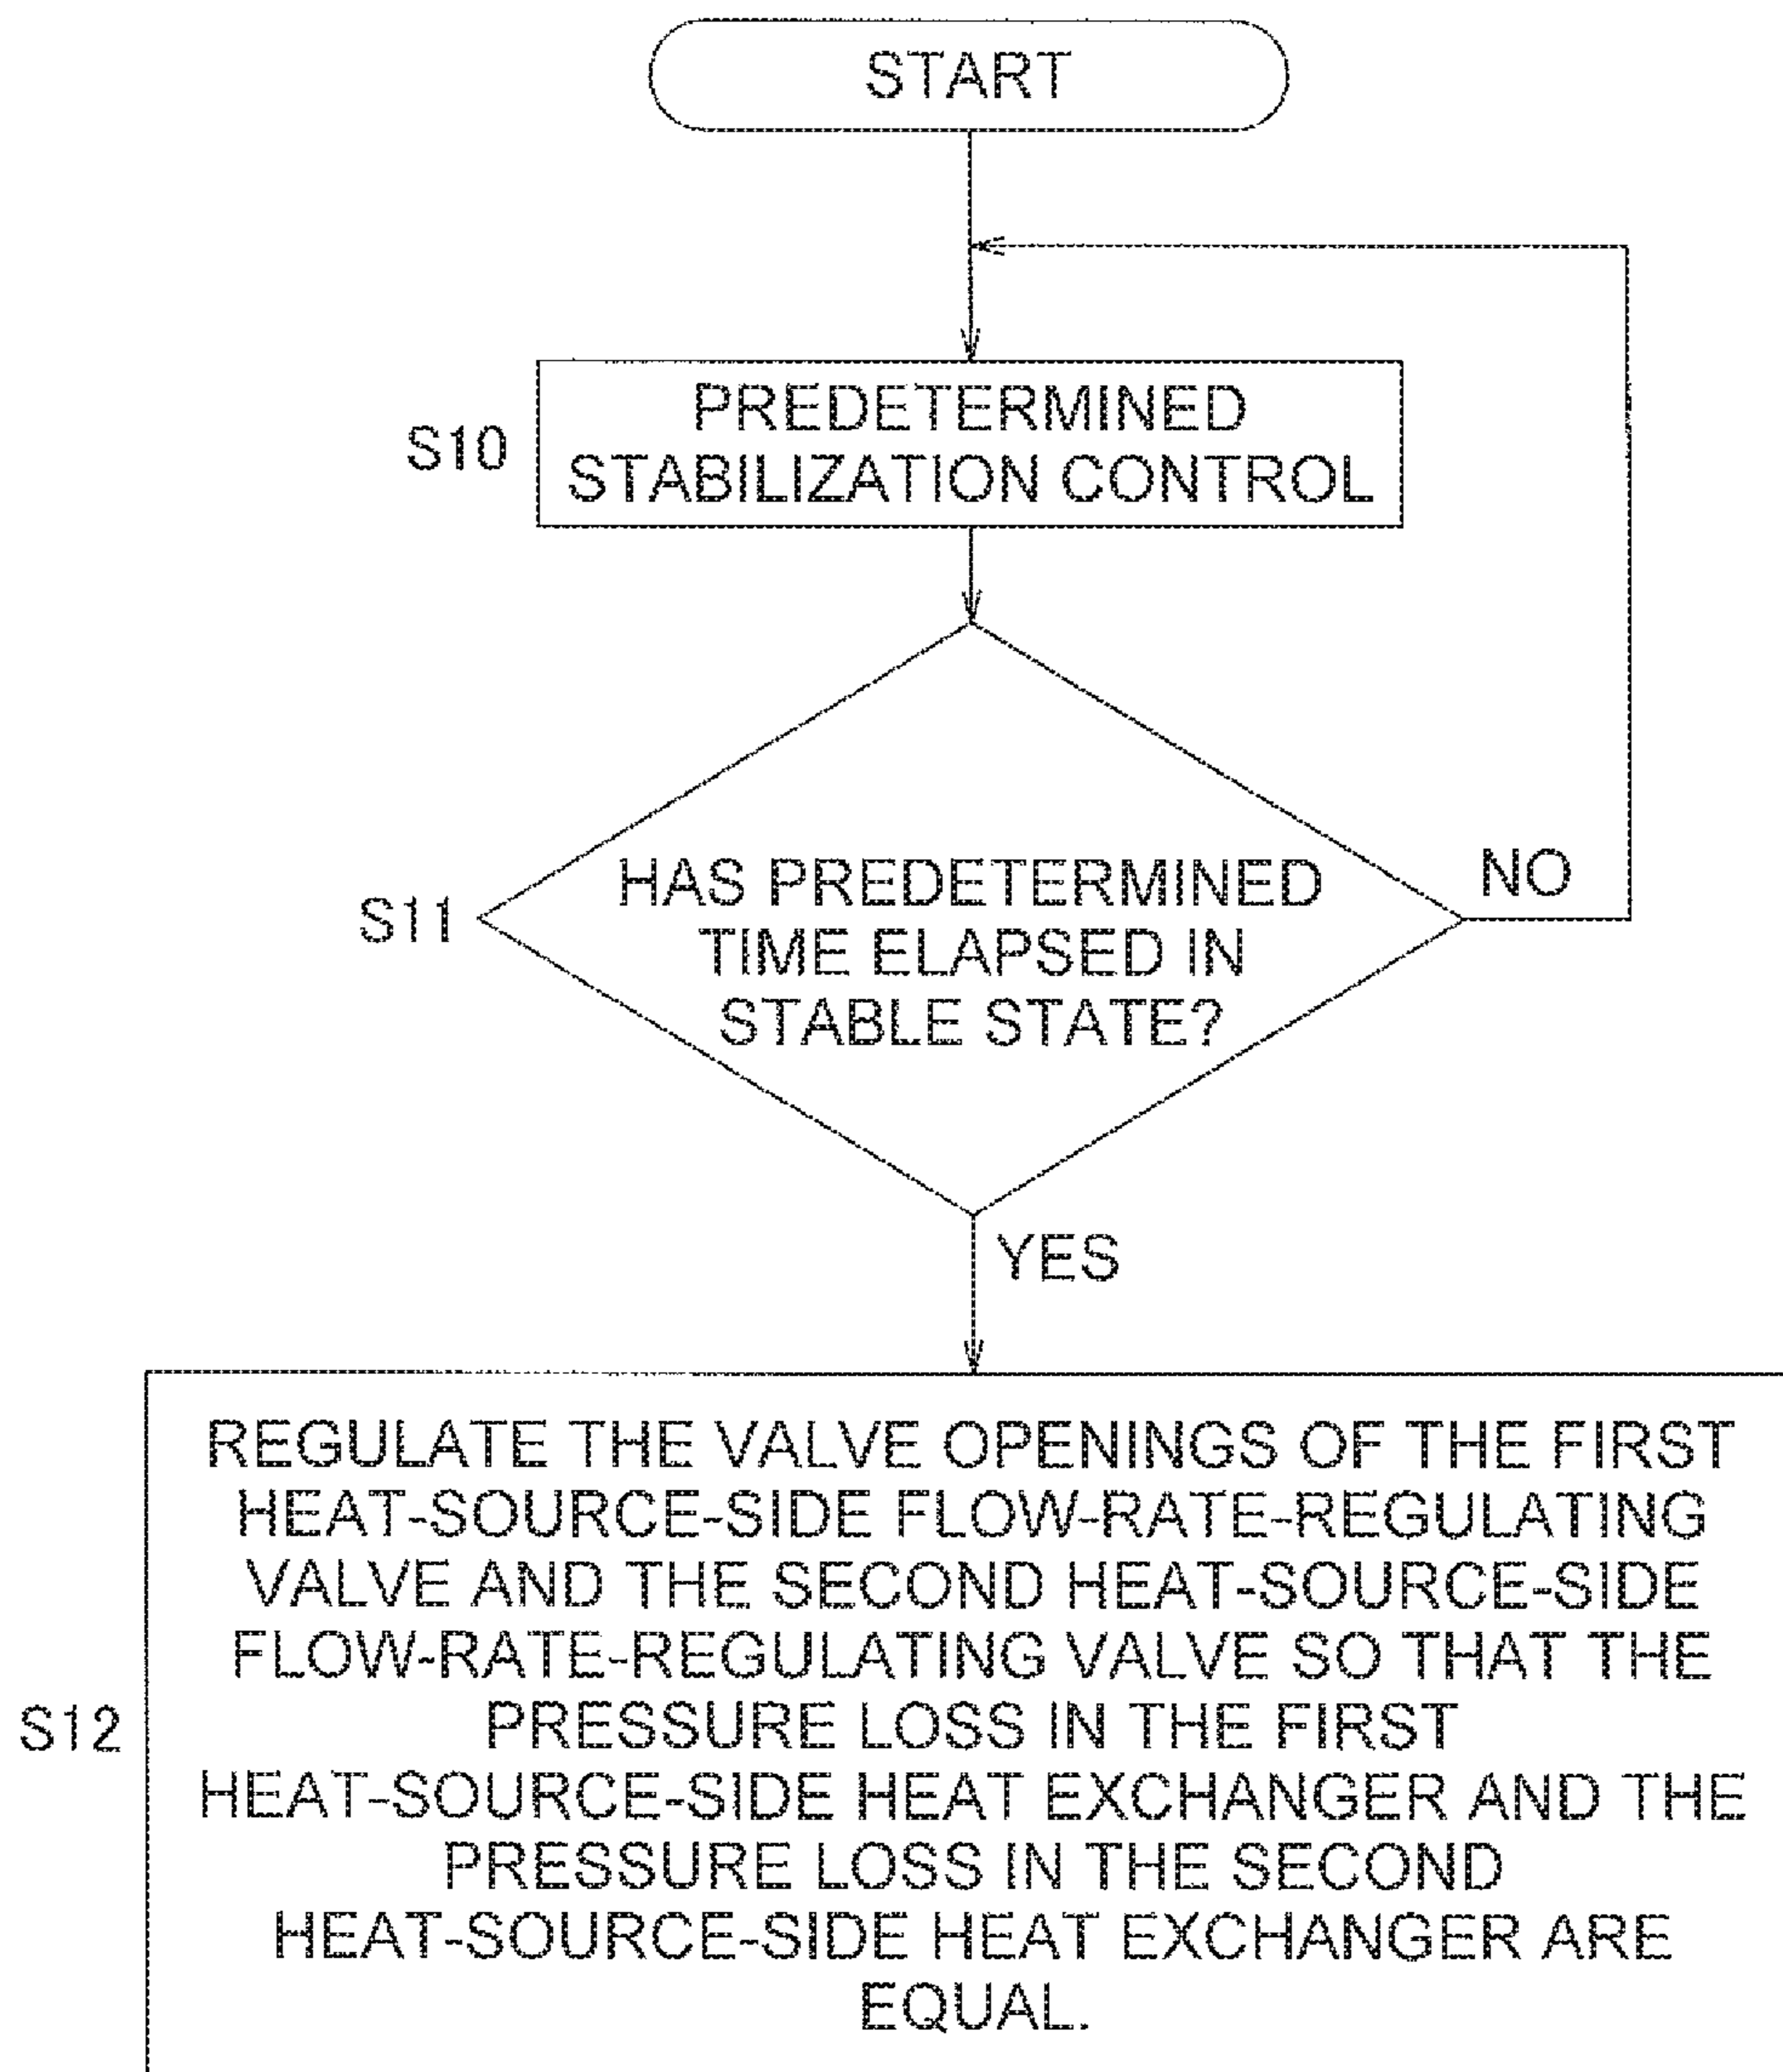 START
S10
PREDETERMINED
STABILIZATION CONTROL
S11
HAS PREDETERMINED
TIME ELAPSED IN
STABLE STATE?
NO
YES
S12
REGULATE THE VALVE OPENINGS OF THE FIRST
HEAT-SOURCE-SIDE FLOW-RATE-REGULATING
VALVE AND THE SECOND HEAT-SOURCE-SIDE
FLOW-RATE-REGULATING VALVE SO THAT THE
PRESSURE LOSS IN THE FIRST
HEAT-SOURCE-SIDE HEAT EXCHANGER AND THE
PRESSURE LOSS IN THE SECOND
HEAT-SOURCE-SIDE HEAT EXCHANGER ARE
EQUAL.